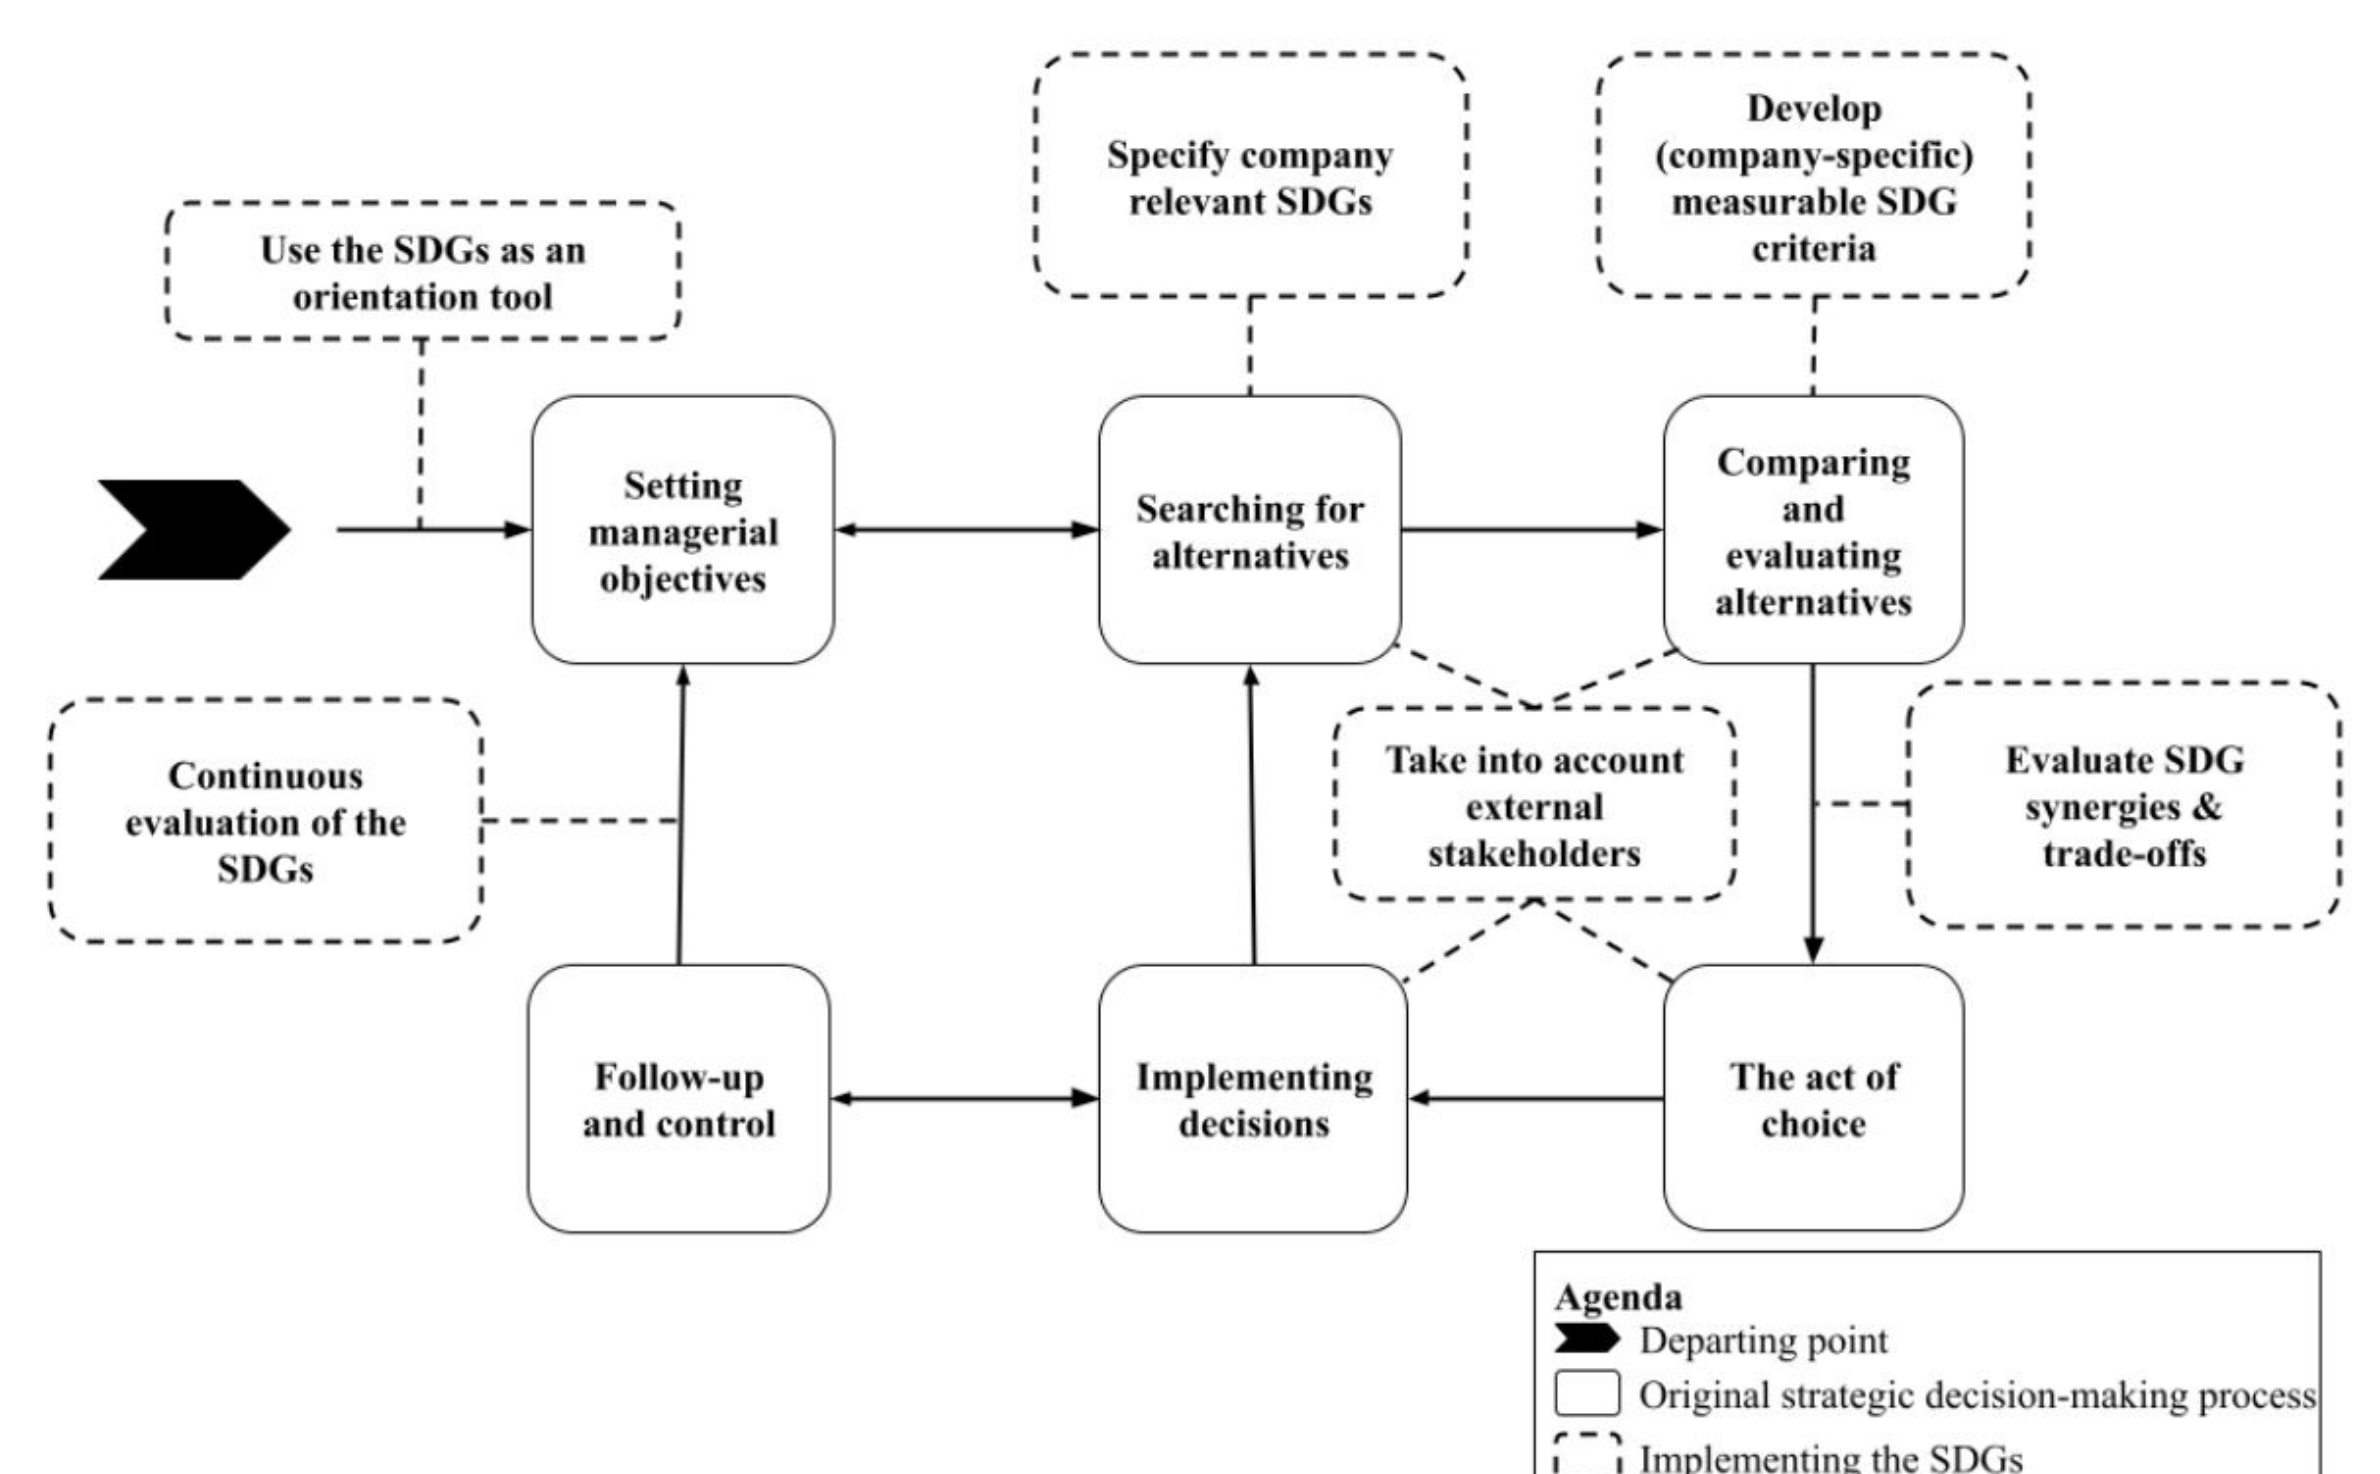 Use the SDGs as an
orientation tool
Specify company
relevant SDGs
Develop
(company-specific)
measurable SDG
criteria
Setting
managerial
objectives
Searching for
alternatives
Comparing
and
evaluating
alternatives
Continuous
evaluation of the
SDGs
Take into account
external
stakeholders
Evaluate SDG
synergies &
trade-offs
Follow-up
and control
Implementing
decisions
The act of
choice
Agenda
Departing point
Original strategic decision-making process
Implementing the SDGs